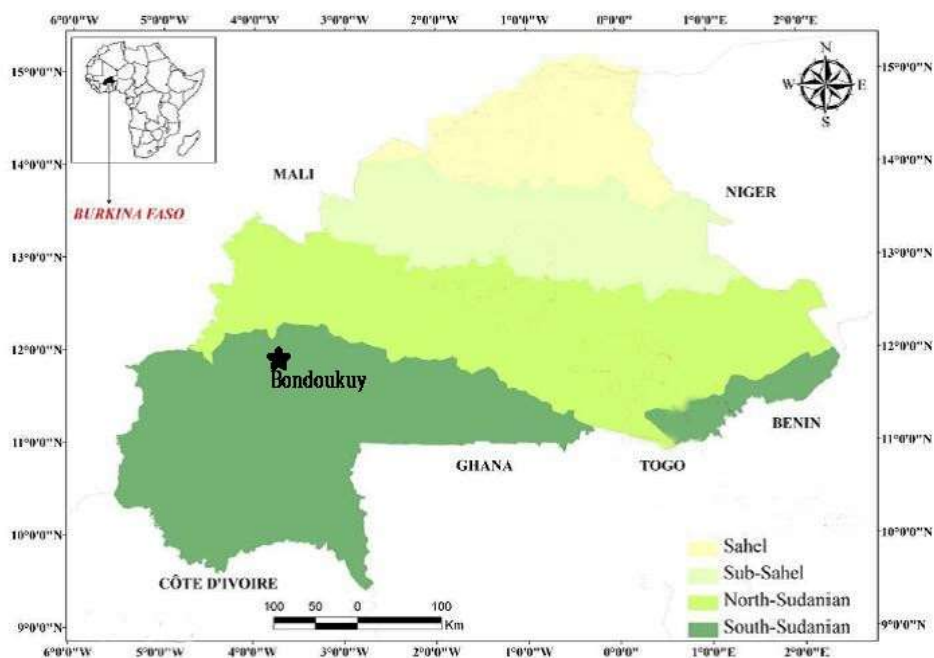 6°0'0"W 5°0'0"W 4°0'0"W 3°0'0"W 2°0'0"W 1°0'0"W 0°0'0" 1°0'0"E 2°0'0"E
N
W E
S
15°0'0"N 15°0'0"N
14°0'0"N 14°0'0"N
MALI
NIGER
BURKINA FASO
13°0'0"N 13°0'0"N
12°0'0"N 12°0'0"N
Bondoukuy
BENIN
11°0'0"N 11°0'0"N
GHANA TOGO
10°0'0"N 10°0'0"N
CÔTE D'IVOIRE
Sahel
Sub-Sahel
North-Sudanian
South-Sudanian
100 50 0 100
Km
9°0'0"N 9°0'0"N
6°0'0"W 5°0'0"W 4°0'0"W 3°0'0"W 2°0'0"W 1°0'0"W 0°0'0" 1°0'0"E 2°0'0"E